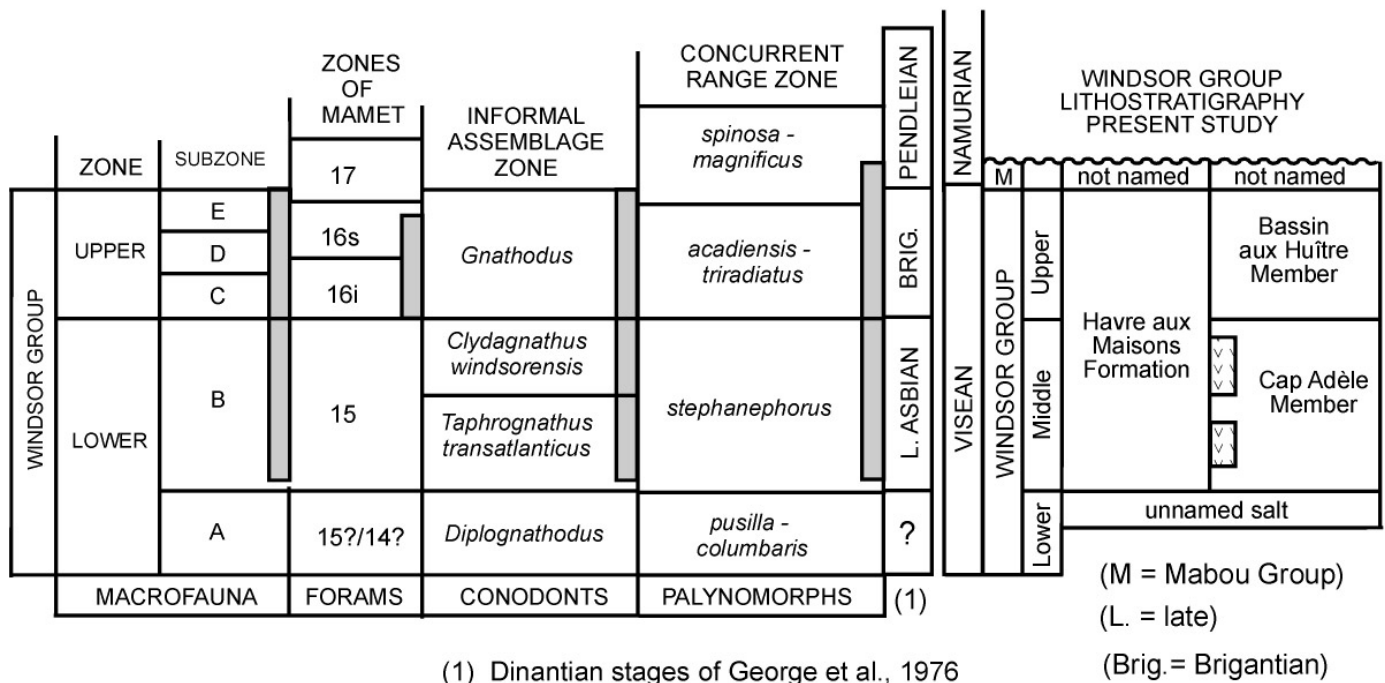 ZONE
SUBZONE
ZONES
OF
MAMET
INFORMAL
ASSEMBLAGE
ZONE
CONCURRENT
RANGE ZONE
WINDSOR GROUP
LITHOSTRATIGRAPHY
PRESENT STUDY
WINDSOR GROUP
UPPER
LOWER
E
D
C
B
A
17
16s
16i
15
15?/14?
Gnathodus
Clydagnathus
windsorensis
Taphrognathus
transatlanticus
Diplognathodus
spinosa -
magnificus
acadiensis -
triradiatus
stephanephorus
pusilla -
columbaris
PENDLEIAN
BRIG.
L. ASBIAN
?
NAMURIAN
VISEAN
M
WINDSOR GROUP
Upper
Middle
Lower
not named
not named
Havre aux
Maisons
Formation
Bassin
aux Huître
Member
Cap Adèle
Member
unnamed salt
MACROFAUNA
FORAMS
CONODONTS
PALYNOMORPHS
(1)
(M = Mabou Group)
(L. = late)
(Brig.= Brigantian)
(1) Dinantian stages of George et al., 1976